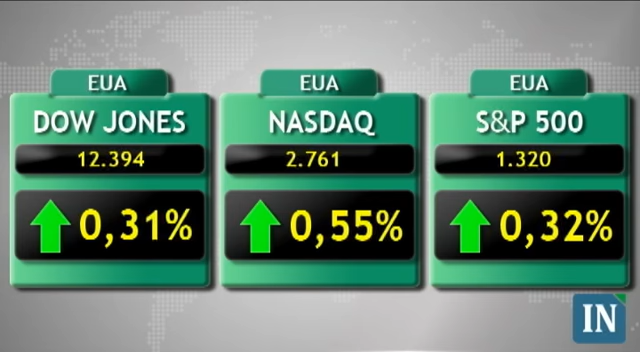 EUA
DOW JONES
12.394
0,31%
EUA
NASDAQ
2.761
0,55%
EUA
S&P 500
1.320
0,32%
IN